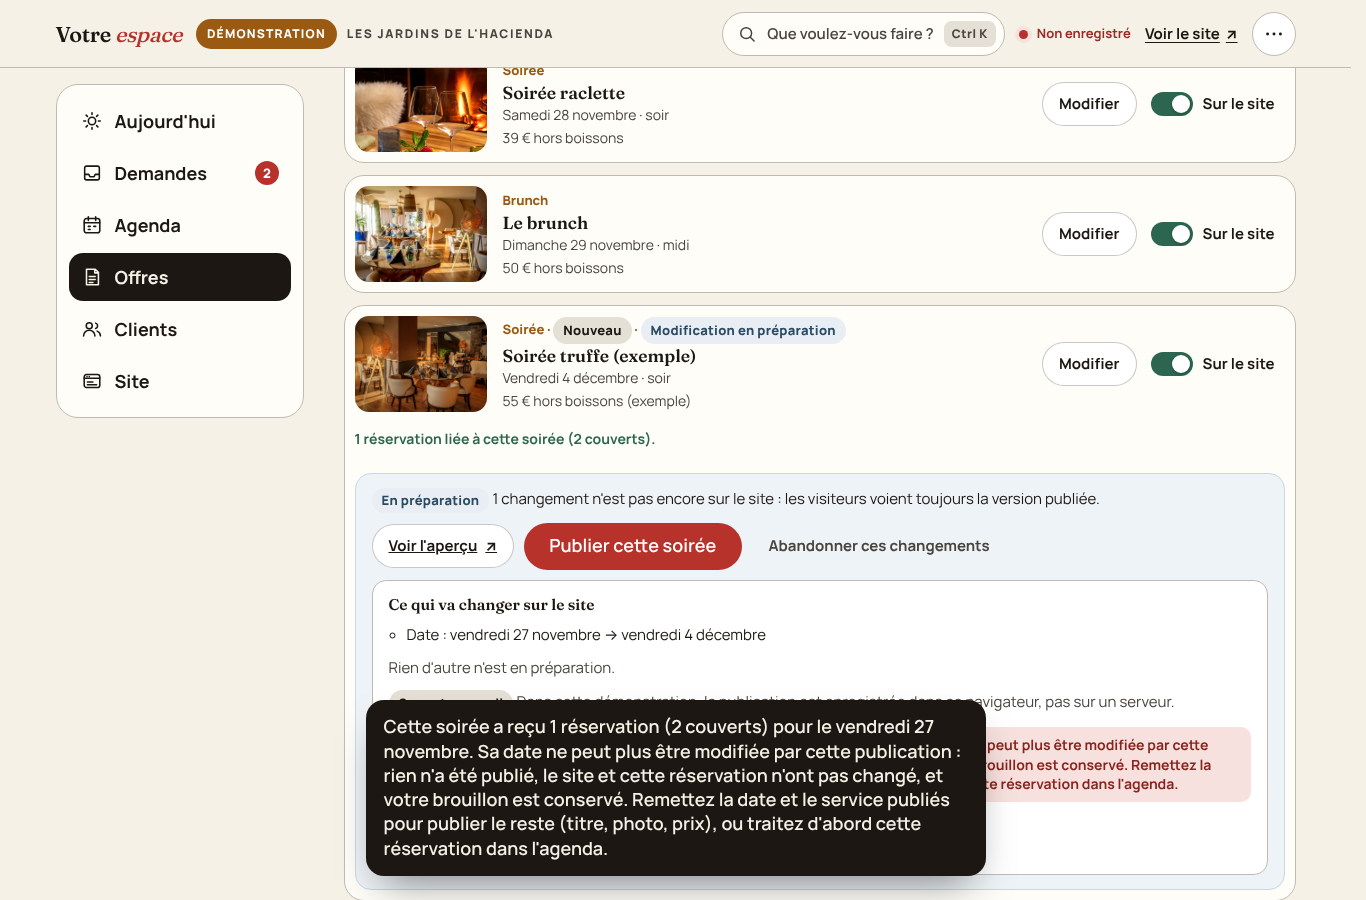 Votre espace DÉMONSTRATION LES JARDINS DE L'HACIENDA Que voulez-vous faire ? Ctrl K Non enregistré Voir le site ↗ ···
Aujourd'hui
Demandes 2
Agenda
Offres
Clients
Site
Soirée
Soirée raclette
Samedi 28 novembre · soir
39 € hors boissons
Modifier Sur le site
Brunch
Le brunch
Dimanche 29 novembre · midi
50 € hors boissons
Modifier Sur le site
Soirée · Nouveau · Modification en préparation
Soirée truffe (exemple)
Vendredi 4 décembre · soir
55 € hors boissons (exemple)
Modifier Sur le site
1 réservation liée à cette soirée (2 couverts).
En préparation 1 changement n'est pas encore sur le site : les visiteurs voient toujours la version publiée.
Voir l'aperçu ↗ Publier cette soirée Abandonner ces changements
Ce qui va changer sur le site
Date : vendredi 27 novembre → vendredi 4 décembre
Rien d'autre n'est en préparation.
Dans cette démonstration, la publication est enregistrée dans ce navigateur, pas sur un serveur.
peut plus être modifiée par cette
brouillon est conservé. Remettez la
réservation dans l'agenda.
Cette soirée a reçu 1 réservation (2 couverts) pour le vendredi 27
novembre. Sa date ne peut plus être modifiée par cette publication :
rien n'a été publié, le site et cette réservation n'ont pas changé, et
votre brouillon est conservé. Remettez la date et le service publiés
pour publier le reste (titre, photo, prix), ou traitez d'abord cette
réservation dans l'agenda.